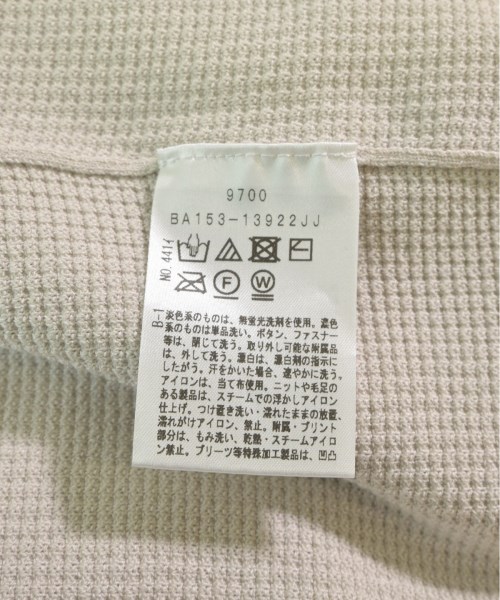 9700
BA153-13922JJ
NO.441イ
F W
B-1
淡色系のものは、無蛍光洗剤を使用。濃色
系のものは単品洗い。ボタン、ファスナー
等は、閉じて洗う。取り外し可能な附属品
は、外して洗う。漂白は、漂白剤の指示に
したがう。汗をかいた場合、速やかに洗う。
アイロンは、当て布使用。ニットや毛足の
ある製品は、スチームでの浮かしアイロン
仕上げ。つけ置き洗い・濡れたままの放置、
濡れがけアイロン、禁止。附属・プリント
部分は、もみ洗い、乾熱・スチームアイロ
ン禁止。プリーツ等特殊加工製品は、凹凸